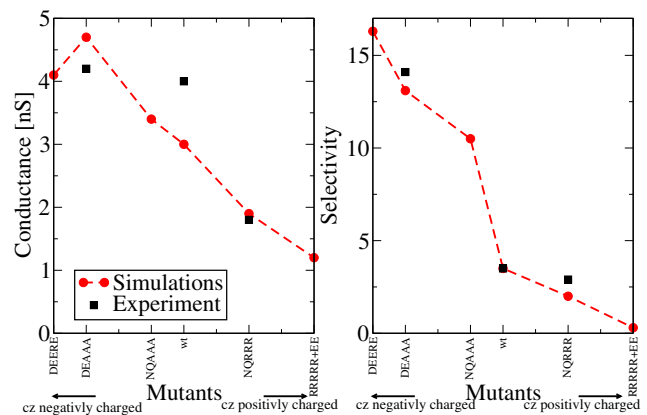 5
4
3
2
1
0
Conductance [nS]
Simulations
Experiment
DEERE
DEAAA
NQAAA
wt
NQRRR
RRRRR+EE
Mutants
cz negativly charged
cz positivly charged
15
10
5
0
Selectivity
DEERE
DEAAA
NQAAA
wt
NQRRR
RRRRR+EE
Mutants
cz negativly charged
cz positivly charged